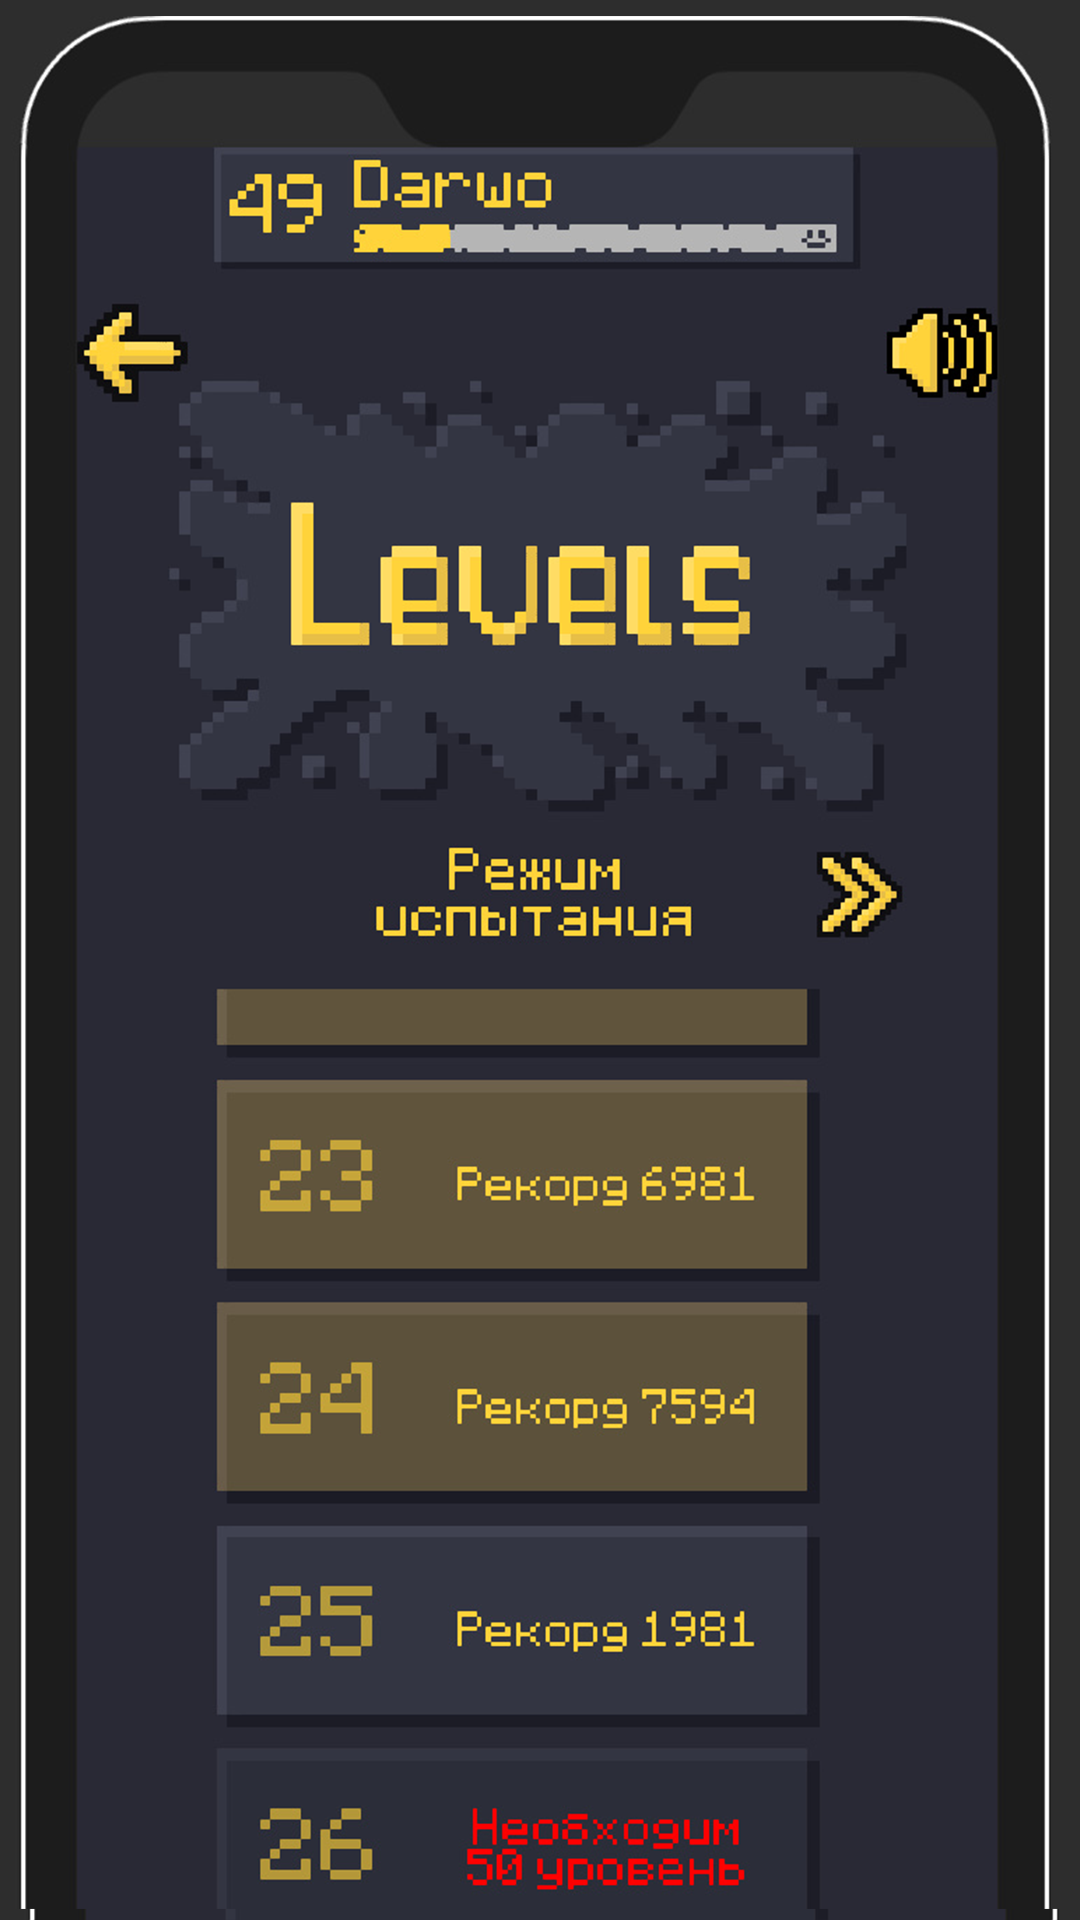 49 Darwo
Levels
Режим
испытания
23 Рекорд 6981
24 Рекорд 7594
25 Рекорд 1981
26 Необходим
50 уровень